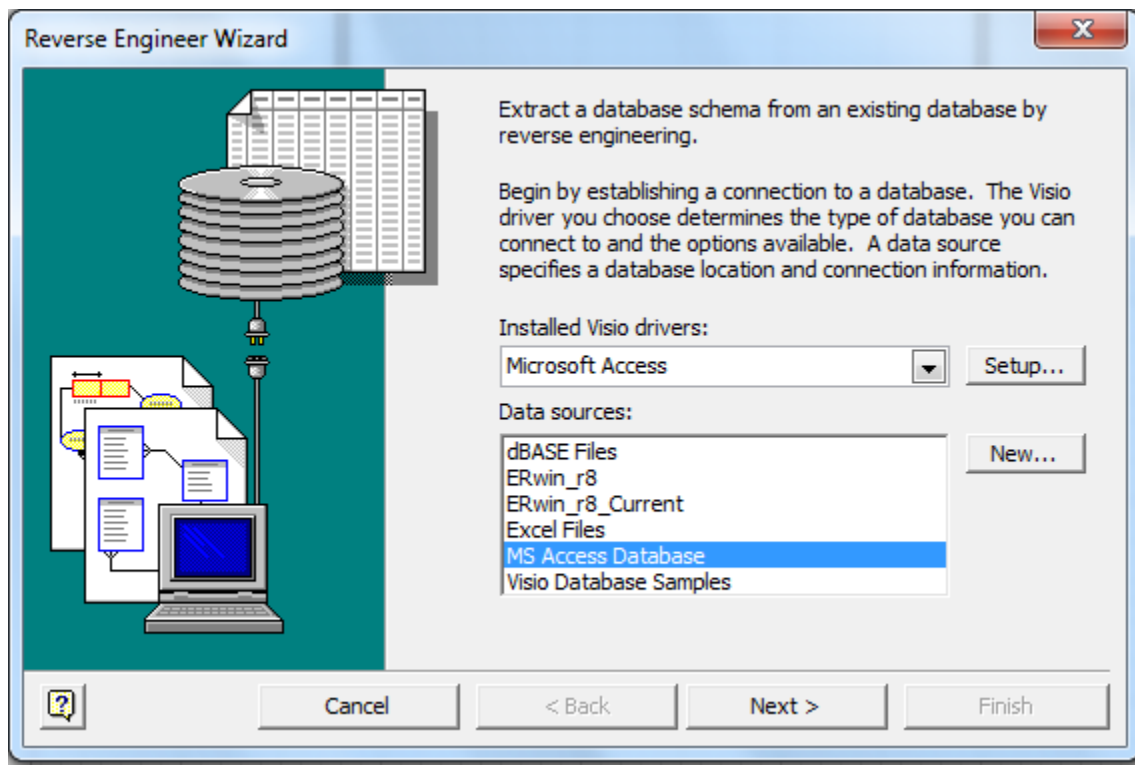 Reverse Engineer Wizard
Extract a database schema from an existing database by
reverse engineering.
Begin by establishing a connection to a database.  The Visio
driver you choose determines the type of database you can
connect to and the options available.  A data source
specifies a database location and connection information.
Installed Visio drivers:
Microsoft Access
Setup...
Data sources:
dBASE Files
ERwin_r8
ERwin_r8_Current
Excel Files
MS Access Database
Visio Database Samples
New...
Cancel
< Back
Next >
Finish